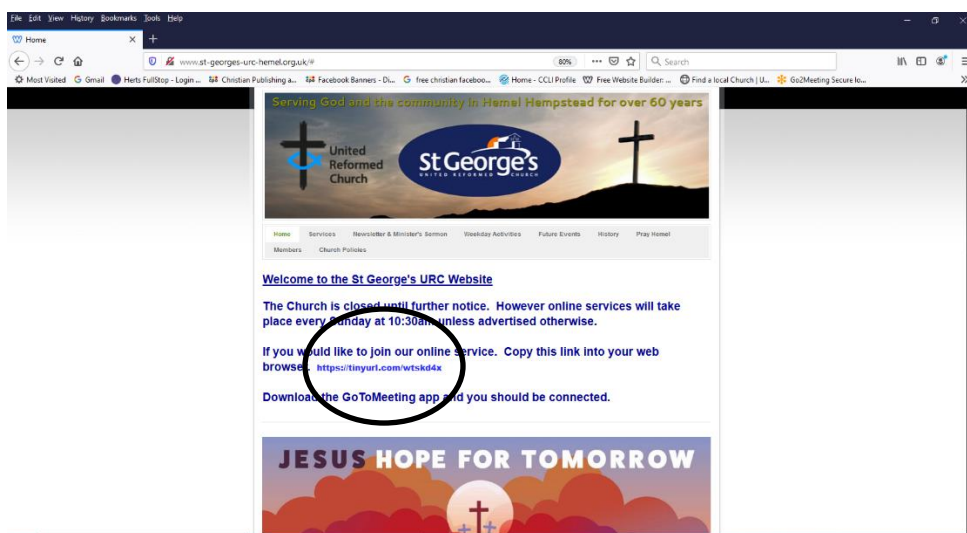 File Edit View History Bookmarks Tools Help
Home
www.st-georges-urc-hemel.org.uk/#
80%
Search
Most Visited Gmail Herts FullStop - Login ... Christian Publishing a... Facebook Banners - Di... free christian faceboo... Home - CCLI Profile Free Website Builder: ... Find a local Church | U... Go2Meeting Secure lo...
Serving God and the community in Hemel Hempstead for over 60 years
United
Reformed
Church
St George's
UNITED REFORMED CHURCH
Home Services Newsletter & Minister's Sermon Weekday Activities Future Events History Pray Hemel
Members Church Policies
Welcome to the St George's URC Website
The Church is closed until further notice. However online services will take
place every Sunday at 10:30am unless advertised otherwise.
If you would like to join our online service. Copy this link into your web
browser. https://tinyurl.com/wtskd4x
Download the GoToMeeting app and you should be connected.
JESUS HOPE FOR TOMORROW